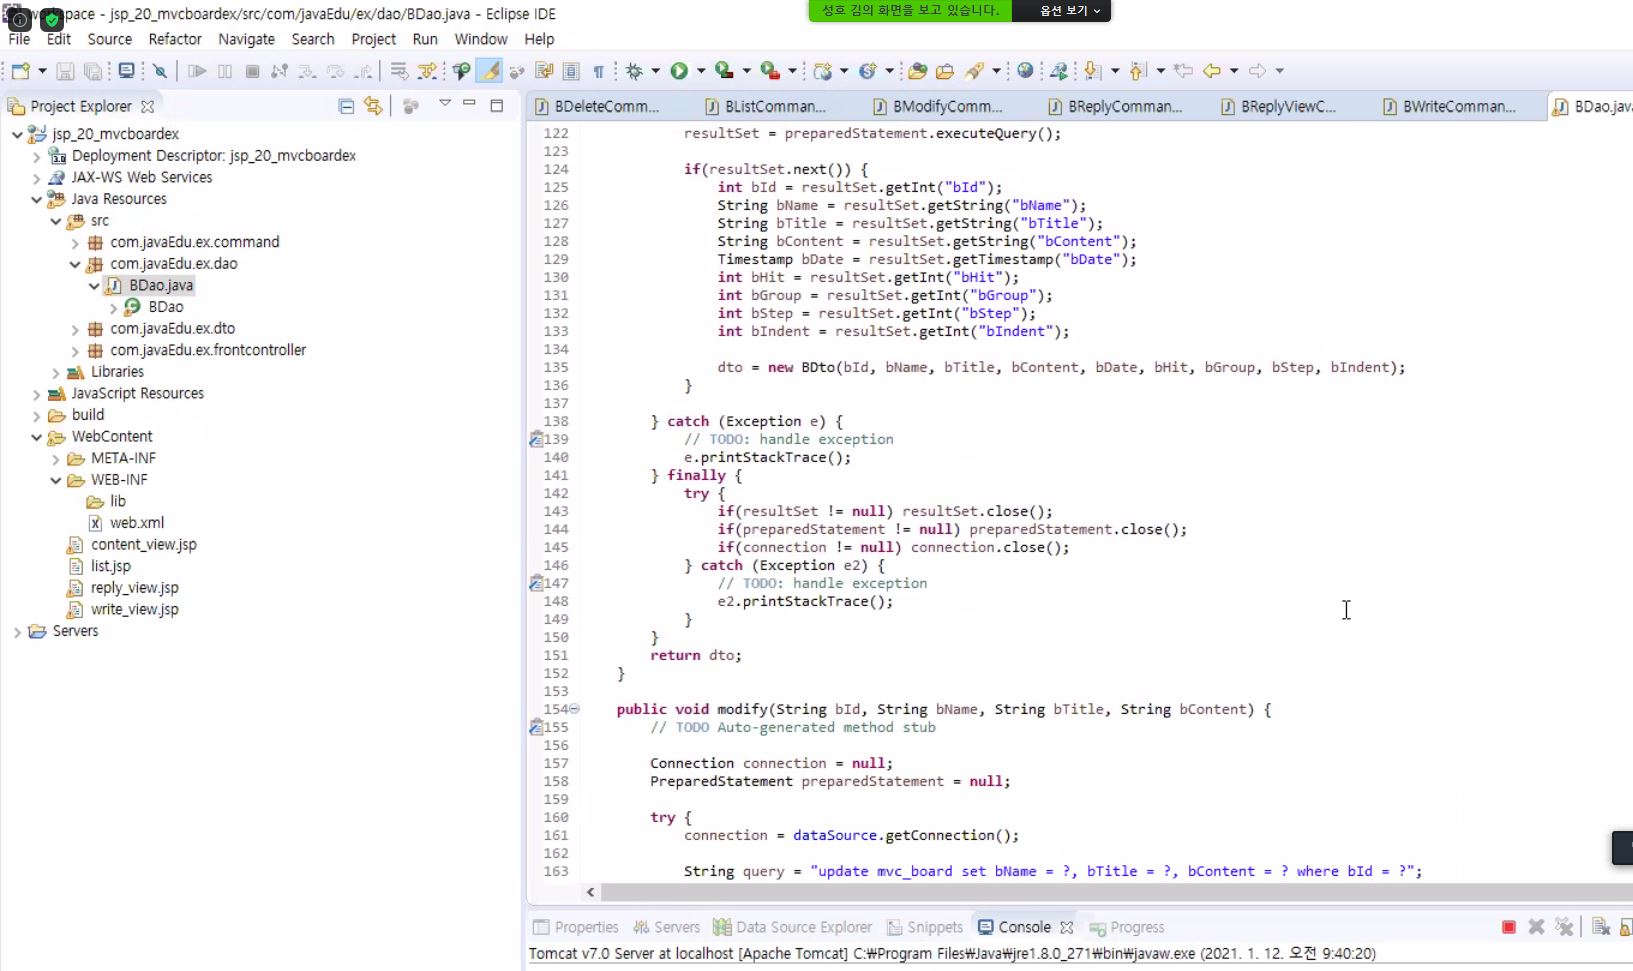 workspace - jsp_20_mvcboardex/src/com/javaEdu/ex/dao/BDao.java - Eclipse IDE
성호 김의 화면을 보고 있습니다. 옵션 보기
File Edit Source Refactor Navigate Search Project Run Window Help
Project Explorer
BDeleteComm... BListComman... BModifyComm... BReplyComman... BReplyViewC... BWriteComman... BDao.java
jsp_20_mvcboardex
Deployment Descriptor: jsp_20_mvcboardex
JAX-WS Web Services
Java Resources
src
com.javaEdu.ex.command
com.javaEdu.ex.dao
BDao.java
BDao
com.javaEdu.ex.dto
com.javaEdu.ex.frontcontroller
Libraries
JavaScript Resources
build
WebContent
META-INF
WEB-INF
lib
web.xml
content_view.jsp
list.jsp
reply_view.jsp
write_view.jsp
Servers
122 resultSet = preparedStatement.executeQuery();
123
124 if(resultSet.next()) {
125 int bId = resultSet.getInt("bId");
126 String bName = resultSet.getString("bName");
127 String bTitle = resultSet.getString("bTitle");
128 String bContent = resultSet.getString("bContent");
129 Timestamp bDate = resultSet.getTimestamp("bDate");
130 int bHit = resultSet.getInt("bHit");
131 int bGroup = resultSet.getInt("bGroup");
132 int bStep = resultSet.getInt("bStep");
133 int bIndent = resultSet.getInt("bIndent");
134
135 dto = new BDto(bId, bName, bTitle, bContent, bDate, bHit, bGroup, bStep, bIndent);
136 }
137
138 } catch (Exception e) {
139 // TODO: handle exception
140 e.printStackTrace();
141 } finally {
142 try {
143 if(resultSet != null) resultSet.close();
144 if(preparedStatement != null) preparedStatement.close();
145 if(connection != null) connection.close();
146 } catch (Exception e2) {
147 // TODO: handle exception
148 e2.printStackTrace();
149 }
150 }
151 return dto;
152 }
153
154 public void modify(String bId, String bName, String bTitle, String bContent) {
155 // TODO Auto-generated method stub
156
157 Connection connection = null;
158 PreparedStatement preparedStatement = null;
159
160 try {
161 connection = dataSource.getConnection();
162
163 String query = "update mvc_board set bName = ?, bTitle = ?, bContent = ? where bId = ?";
Properties Servers Data Source Explorer Snippets Console Progress
Tomcat v7.0 Server at localhost [Apache Tomcat] C:₩Program Files₩Java₩jre1.8.0_271₩bin₩javaw.exe (2021. 1. 12. 오전 9:40:20)